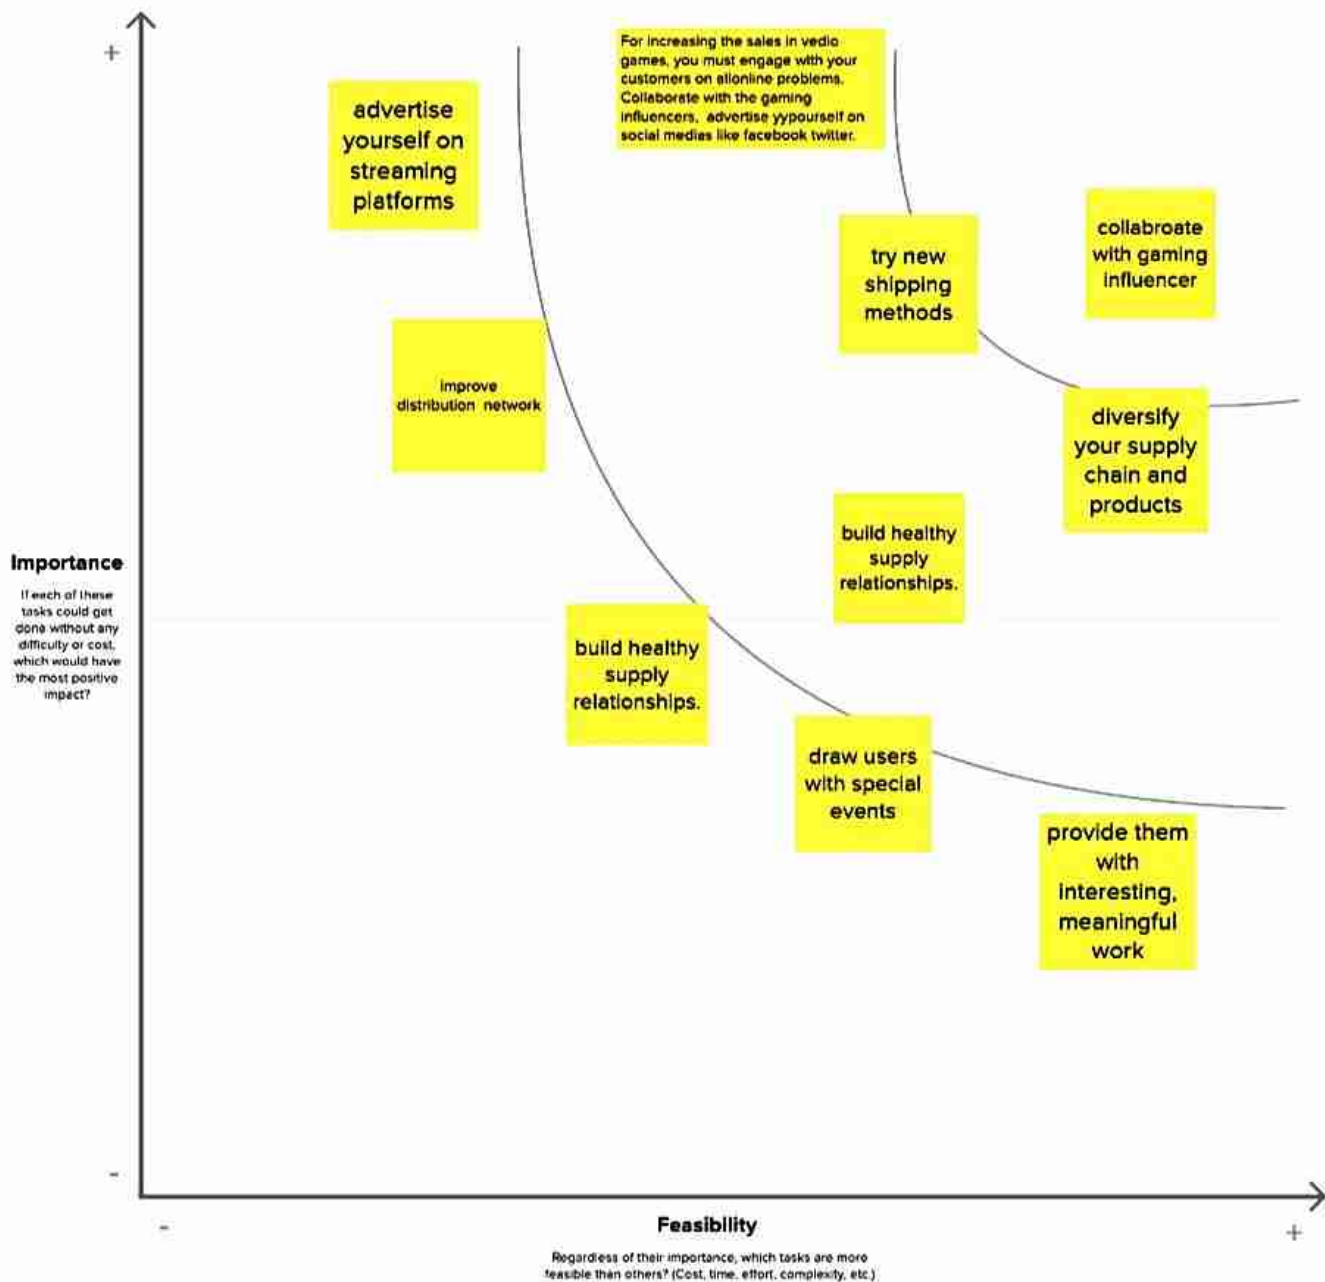 +
For increasing the sales in vedio
games, you must engage with your
customers on allonline problems.
Collaborate with the gaming
influencers, advertise yypourself on
social medias like facebook twitter.
advertise
yourself on
streaming
platforms
collabroate
with gaming
influencer
try new
shipping
methods
improve
distribution network
diversify
your supply
chain and
products
build healthy
supply
relationships.
Importance
If each of these
tasks could get
done without any
difficulty or cost,
which would have
the most positive
impact?
build healthy
supply
relationships.
draw users
with special
events
provide them
with
interesting,
meaningful
work
-
-
Feasibility
+
Regardless of their importance, which tasks are more
feasible than others? (Cost, time, effort, complexity, etc.)